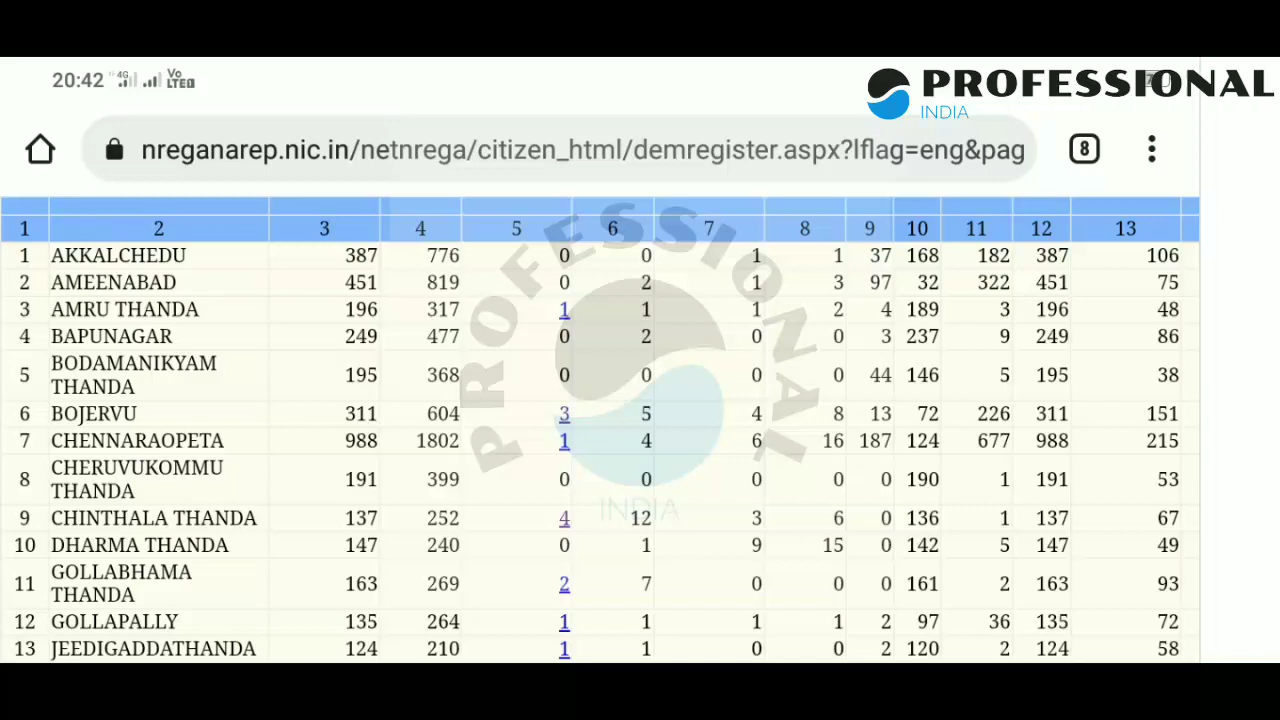 20:42 4G Vo LTE
PROFESSIONAL
INDIA
nreganarep.nic.in/netnrega/citizen_html/demregister.aspx?lflag=eng&pag 8
1 2 3 4 5 6 7 8 9 10 11 12 13
1 AKKALCHEDU 387 776 0 0 1 1 37 168 182 387 106
2 AMEENABAD 451 819 0 2 1 3 97 32 322 451 75
3 AMRU THANDA 196 317 1 1 1 2 4 189 3 196 48
4 BAPUNAGAR 249 477 0 2 0 0 3 237 9 249 86
5 BODAMANIKYAM
THANDA 195 368 0 0 0 0 44 146 5 195 38
6 BOJERVU 311 604 3 5 4 8 13 72 226 311 151
7 CHENNARAOPETA 988 1802 1 4 6 16 187 124 677 988 215
8 CHERUVUKOMMU
THANDA 191 399 0 0 0 0 0 190 1 191 53
9 CHINTHALA THANDA 137 252 4 12 3 6 0 136 1 137 67
10 DHARMA THANDA 147 240 0 1 9 15 0 142 5 147 49
11 GOLLABHAMA
THANDA 163 269 2 7 0 0 0 161 2 163 93
12 GOLLAPALLY 135 264 1 1 1 1 2 97 36 135 72
13 JEEDIGADDATHANDA 124 210 1 1 0 0 2 120 2 124 58
PROFESSIONAL
INDIA